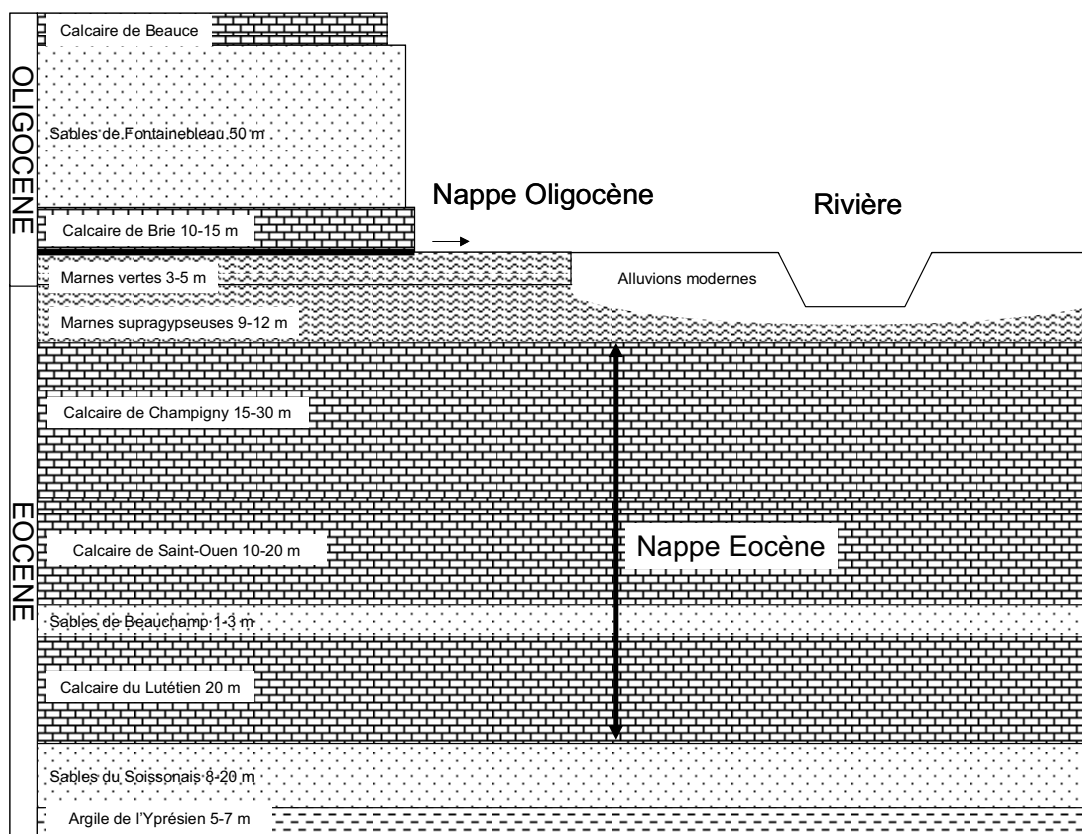 OLIGOCENE
Calcaire de Beauce
Sables de Fontainebleau 50 m
Nappe Oligocène
Rivière
Calcaire de Brie 10-15 m
Marnes vertes 3-5 m
Alluvions modernes
Marnes supragypseuses 9-12 m
EOCENE
Calcaire de Champigny 15-30 m
Calcaire de Saint-Ouen 10-20 m
Nappe Eocène
Sables de Beauchamp 1-3 m
Calcaire du Lutétien 20 m
Sables du Soissonais 8-20 m
Argile de l'Yprésien 5-7 m